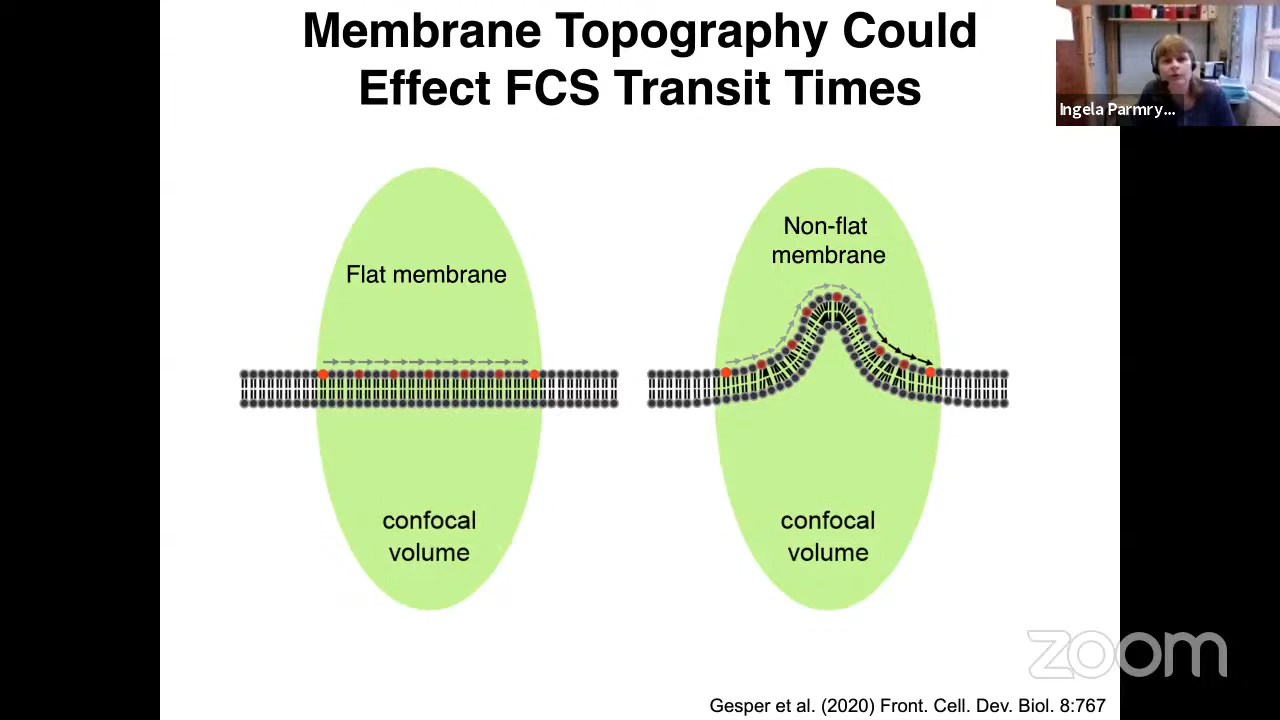 Membrane Topography Could
Effect FCS Transit Times
Ingela Parmry...
Flat membrane
Non-flat
membrane
confocal
volume
confocal
volume
zoom
Gesper et al. (2020) Front. Cell. Dev. Biol. 8:767